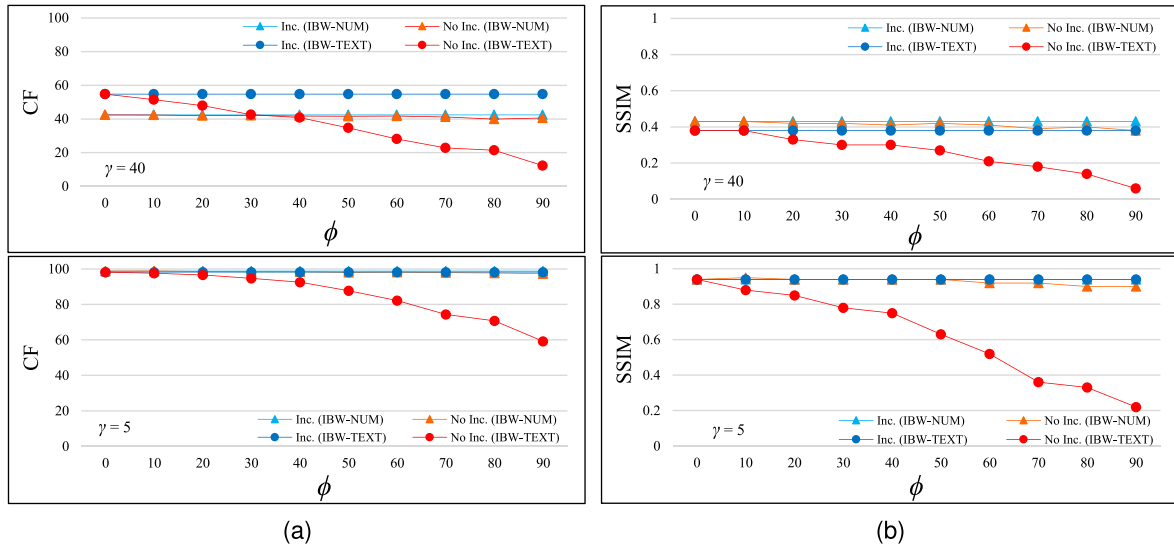 100
80
60
40
20
0
CF
Inc. (IBW-NUM) No Inc. (IBW-NUM)
Inc. (IBW-TEXT) No Inc. (IBW-TEXT)
γ = 40
0 10 20 30 40 50 60 70 80 90
ϕ
1
0.8
0.6
0.4
0.2
0
SSIM
Inc. (IBW-NUM) No Inc. (IBW-NUM)
Inc. (IBW-TEXT) No Inc. (IBW-TEXT)
γ = 40
0 10 20 30 40 50 60 70 80 90
ϕ
100
80
60
40
20
0
CF
Inc. (IBW-NUM) No Inc. (IBW-NUM)
Inc. (IBW-TEXT) No Inc. (IBW-TEXT)
γ = 5
0 10 20 30 40 50 60 70 80 90
ϕ
1
0.8
0.6
0.4
0.2
0
SSIM
Inc. (IBW-NUM) No Inc. (IBW-NUM)
Inc. (IBW-TEXT) No Inc. (IBW-TEXT)
γ = 5
0 10 20 30 40 50 60 70 80 90
ϕ
(a) (b)